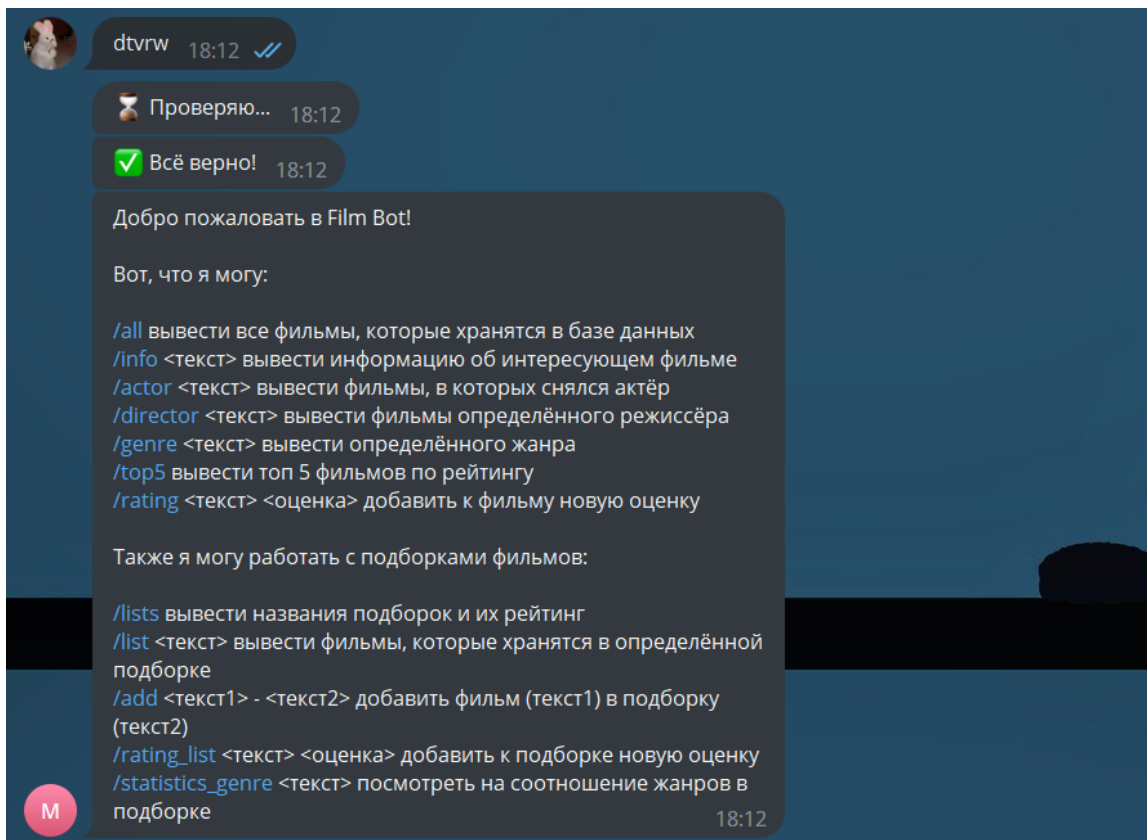 dtvrw 18:12
Проверяю... 18:12
Всё верно! 18:12
Добро пожаловать в Film Bot!
Вот, что я могу:
/all вывести все фильмы, которые хранятся в базе данных
/info <текст> вывести информацию об интересующем фильме
/actor <текст> вывести фильмы, в которых снялся актёр
/director <текст> вывести фильмы определённого режиссёра
/genre <текст> вывести определённого жанра
/top5 вывести топ 5 фильмов по рейтингу
/rating <текст> <оценка> добавить к фильму новую оценку
Также я могу работать с подборками фильмов:
/lists вывести названия подборок и их рейтинг
/list <текст> вывести фильмы, которые хранятся в определённой
подборке
/add <текст1> - <текст2> добавить фильм (текст1) в подборку
(текст2)
/rating_list <текст> <оценка> добавить к подборке новую оценку
/statistics_genre <текст> посмотреть на соотношение жанров в
подборке 18:12
М